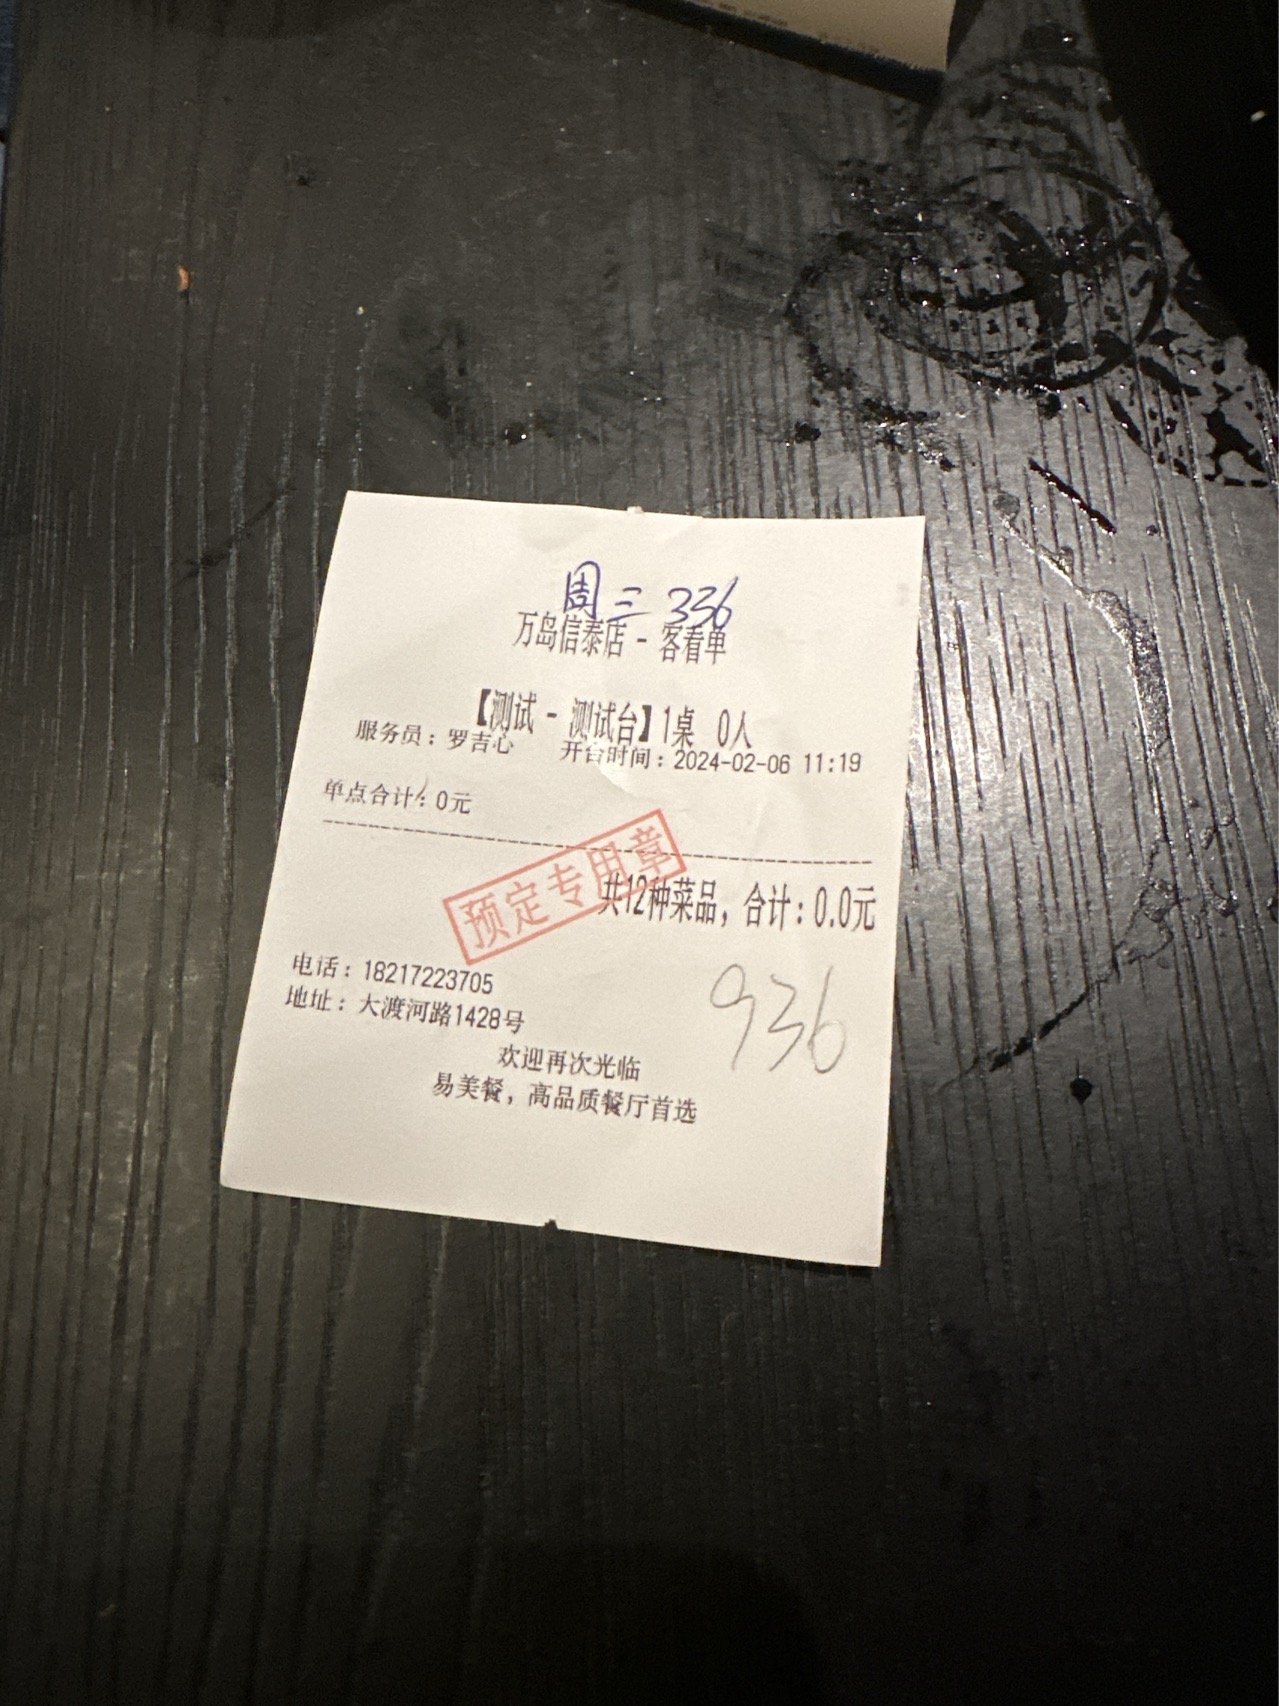 周三 336
万岛信泰店 - 客看单
【测试 - 测试台】1桌 0人
服务员：罗吉心 开台时间：2024-02-06 11:19
单点合计：0元
预定专用章
共12种菜品，合计：0.0元
电话：18217223705
936
地址：大渡河路1428号
欢迎再次光临
易美餐，高品质餐厅首选